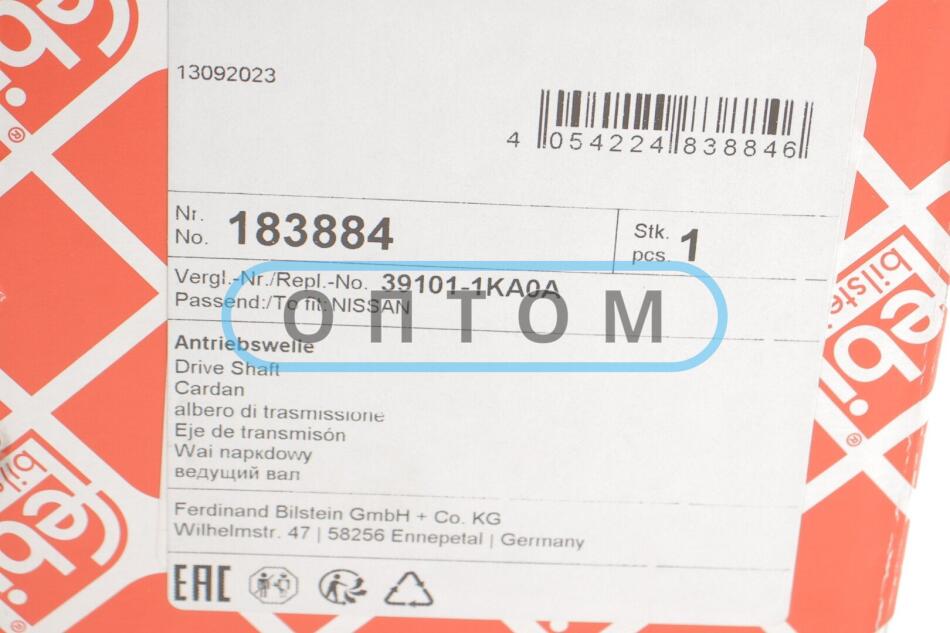 13092023
4 054224 838846
Nr.
No. 183884
Stk.
pcs. 1
Vergl.-Nr./Repl.-No. 39101-1KA0A
Passend:/To fit: NISSAN
ОПТОМ
Antriebswelle
Drive Shaft
Cardan
albero di trasmissione
Eje de transmisón
Wai napкdowy
ведущий вал
Ferdinand Bilstein GmbH + Co. KG
Wilhelmstr. 47 | 58256 Ennepetal | Germany
EAC
febi
bilstein